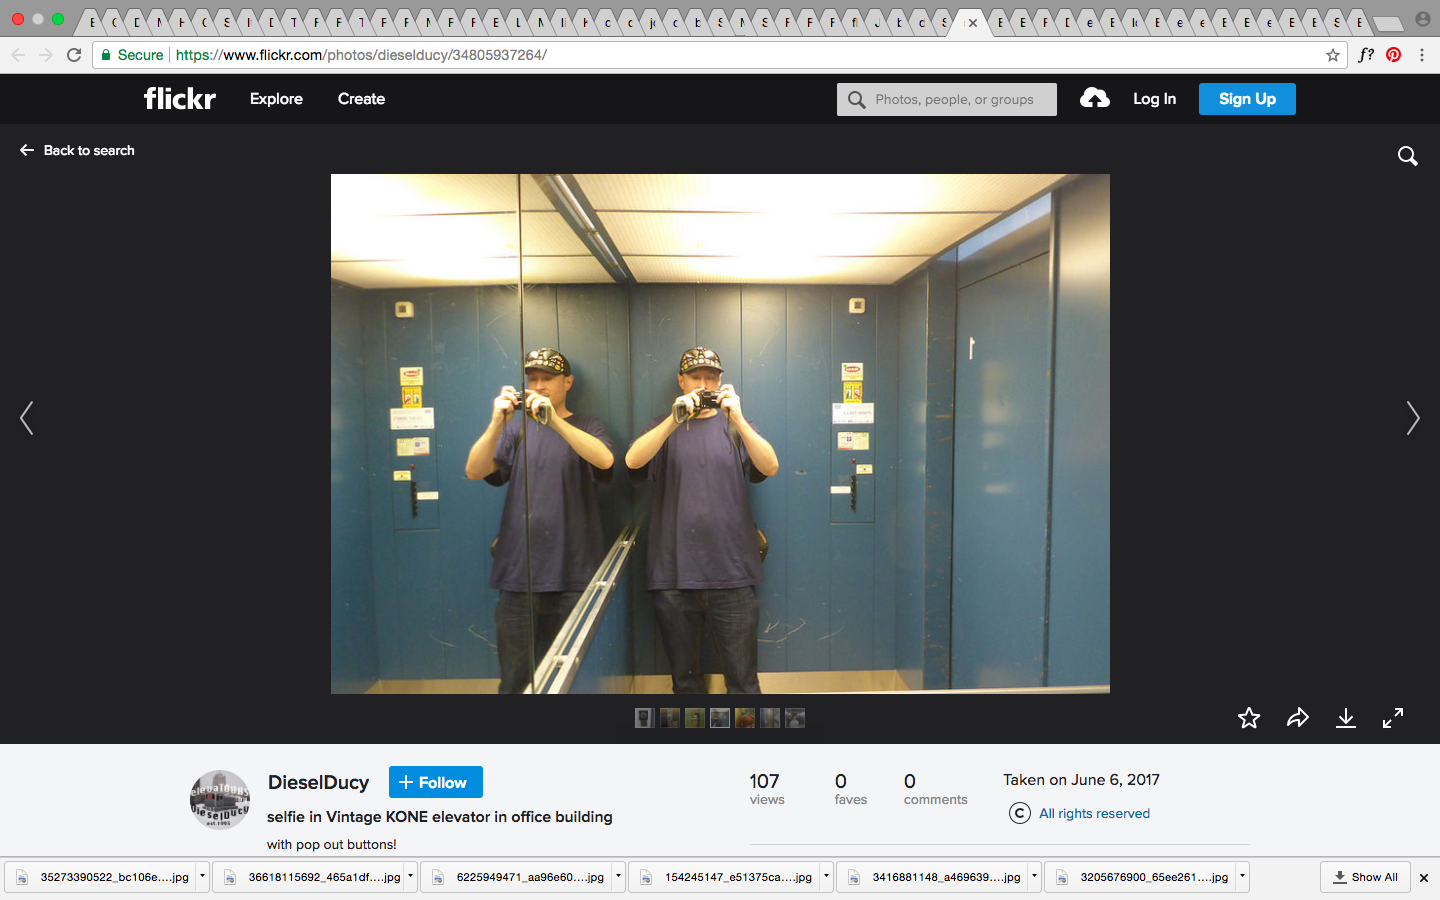 Secure
https://www.flickr.com/photos/dieselducy/34805937264/
flickr
Explore
Create
Photos, people, or groups
Log In
Sign Up
Back to search
DieselDucy
+ Follow
selfie in Vintage KONE elevator in office building
with pop out buttons!
107
views
0
faves
0
comments
Taken on June 6, 2017
All rights reserved
35273390522_bc106e....jpg
36618115692_465a1df....jpg
6225949471_aa96e60....jpg
154245147_e51375ca....jpg
3416881148_a469639....jpg
3205676900_65ee261....jpg
Show All